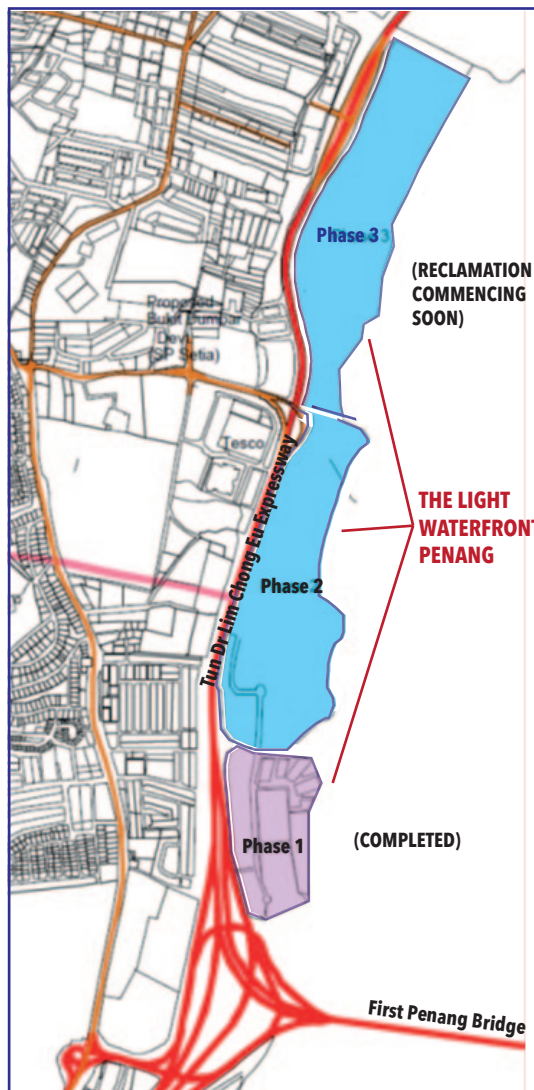 Phase 3
(RECLAMATION
COMMENCING
SOON)
Proposed
Bukit Dumbar
Devt.
(SP Setia)
Tesco
Tun Dr Lim Chong Eu Expressway
THE LIGHT
WATERFRONT
PENANG
Phase 2
Phase 1
(COMPLETED)
First Penang Bridge